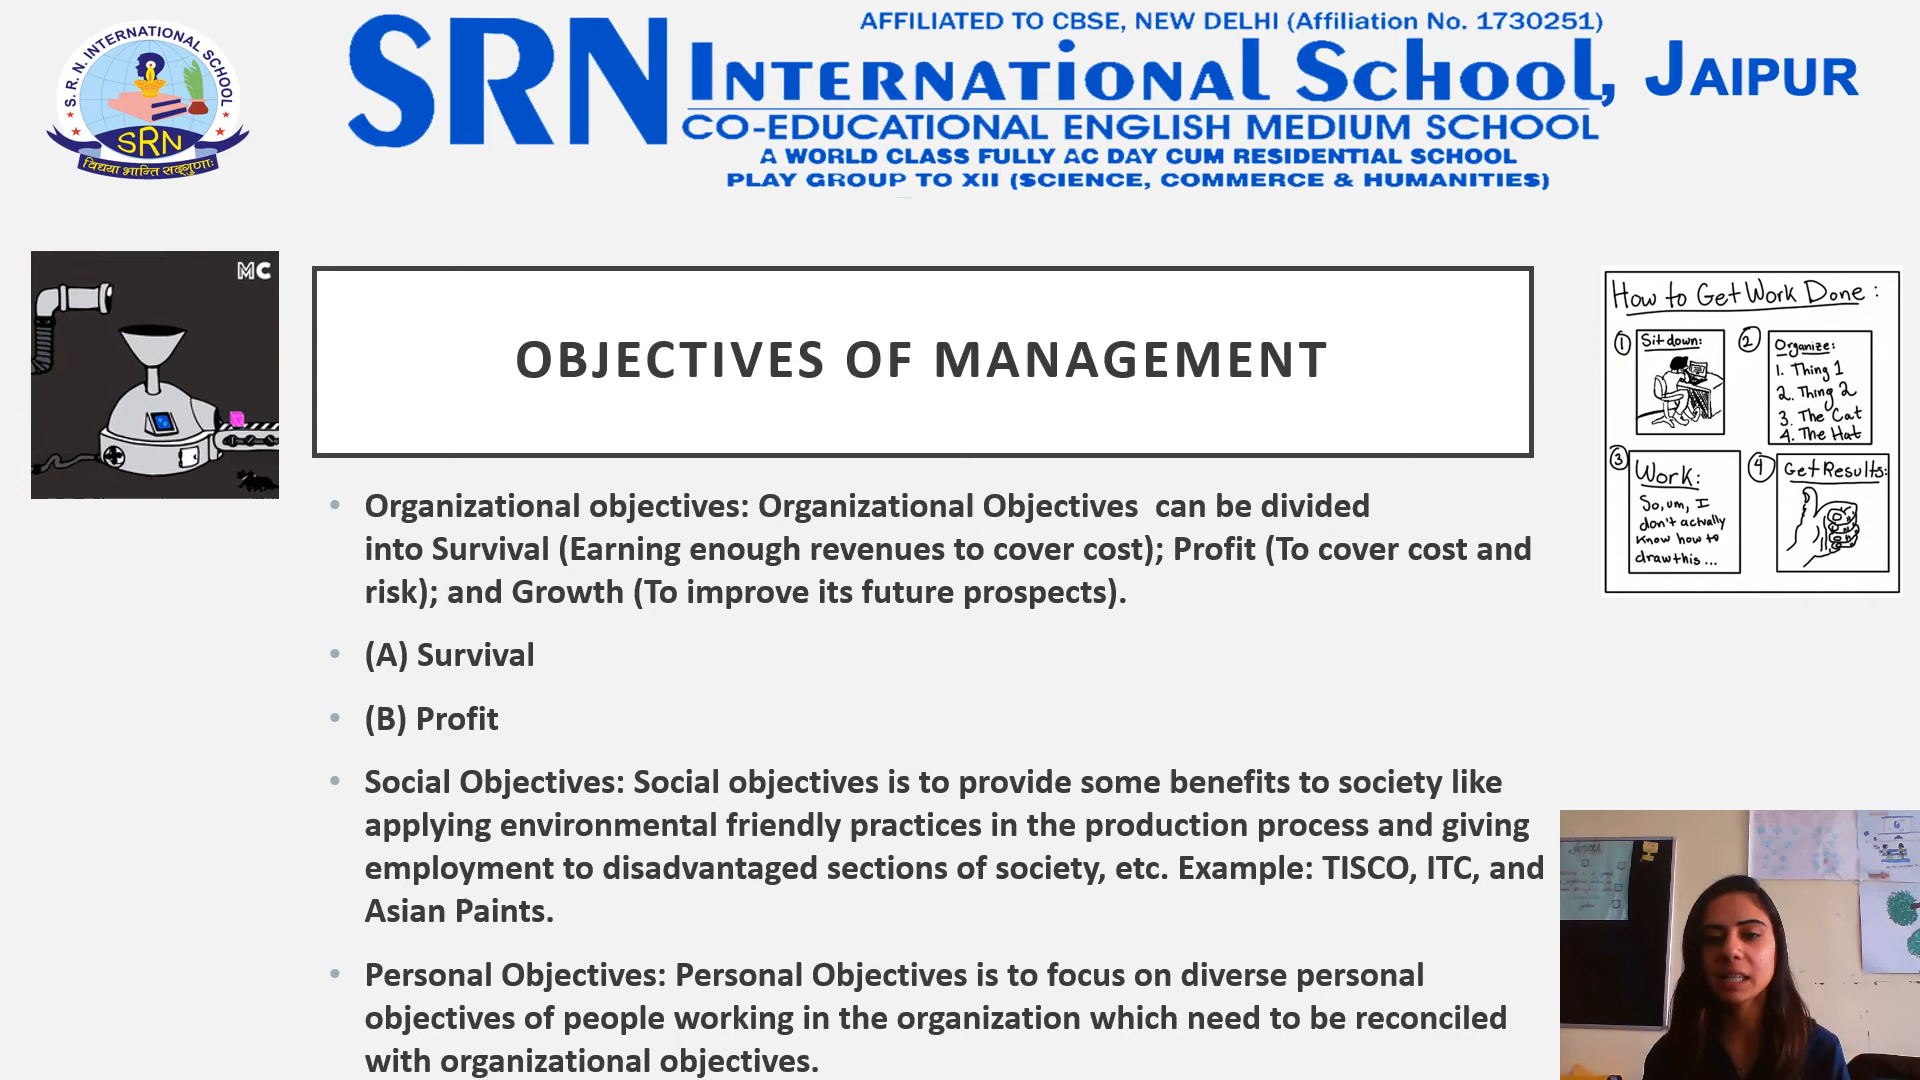 S. R. N. INTERNATIONAL SCHOOL
SRN
विद्यया भान्ति सद्गुणाः
AFFILIATED TO CBSE, NEW DELHI (Affiliation No. 1730251)
SRN INTERNATIONAL SCHOOL, JAIPUR
CO-EDUCATIONAL ENGLISH MEDIUM SCHOOL
A WORLD CLASS FULLY AC DAY CUM RESIDENTIAL SCHOOL
PLAY GROUP TO XII (SCIENCE, COMMERCE & HUMANITIES)
MC
OBJECTIVES OF MANAGEMENT
• Organizational objectives: Organizational Objectives can be divided
into Survival (Earning enough revenues to cover cost); Profit (To cover cost and
risk); and Growth (To improve its future prospects).
• (A) Survival
• (B) Profit
• Social Objectives: Social objectives is to provide some benefits to society like
applying environmental friendly practices in the production process and giving
employment to disadvantaged sections of society, etc. Example: TISCO, ITC, and
Asian Paints.
• Personal Objectives: Personal Objectives is to focus on diverse personal
objectives of people working in the organization which need to be reconciled
with organizational objectives.
How to Get Work Done:
1 Sit down:
2 Organize:
1. Thing 1
2. Thing 2
3. The Cat
4. The Hat
3 Work:
So, um, I
don't actually
know how to
draw this ...
4 Get Results: